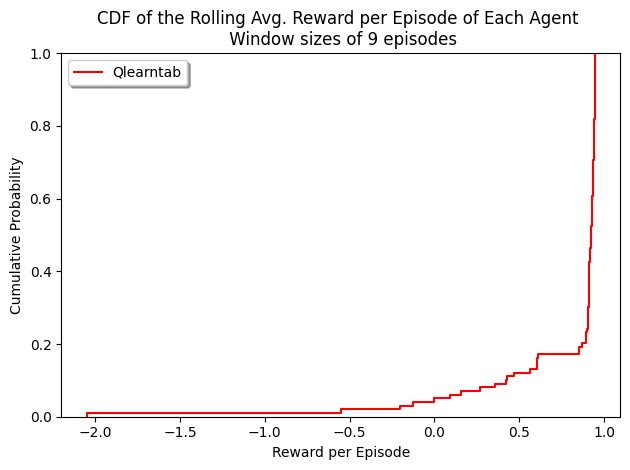 CDF of the Rolling Avg. Reward per Episode of Each Agent
Window sizes of 9 episodes
Qlearntab
Cumulative Probability
1.0
0.8
0.6
0.4
0.2
0.0
−2.0 −1.5 −1.0 −0.5 0.0 0.5 1.0
Reward per Episode